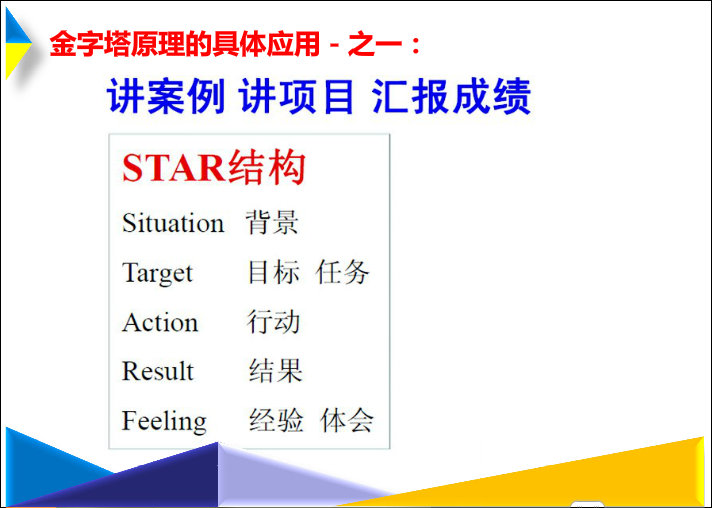 金字塔原理的具体应用 - 之一：
讲案例 讲项目 汇报成绩
STAR结构
Situation 背景
Target 目标 任务
Action 行动
Result 结果
Feeling 经验 体会